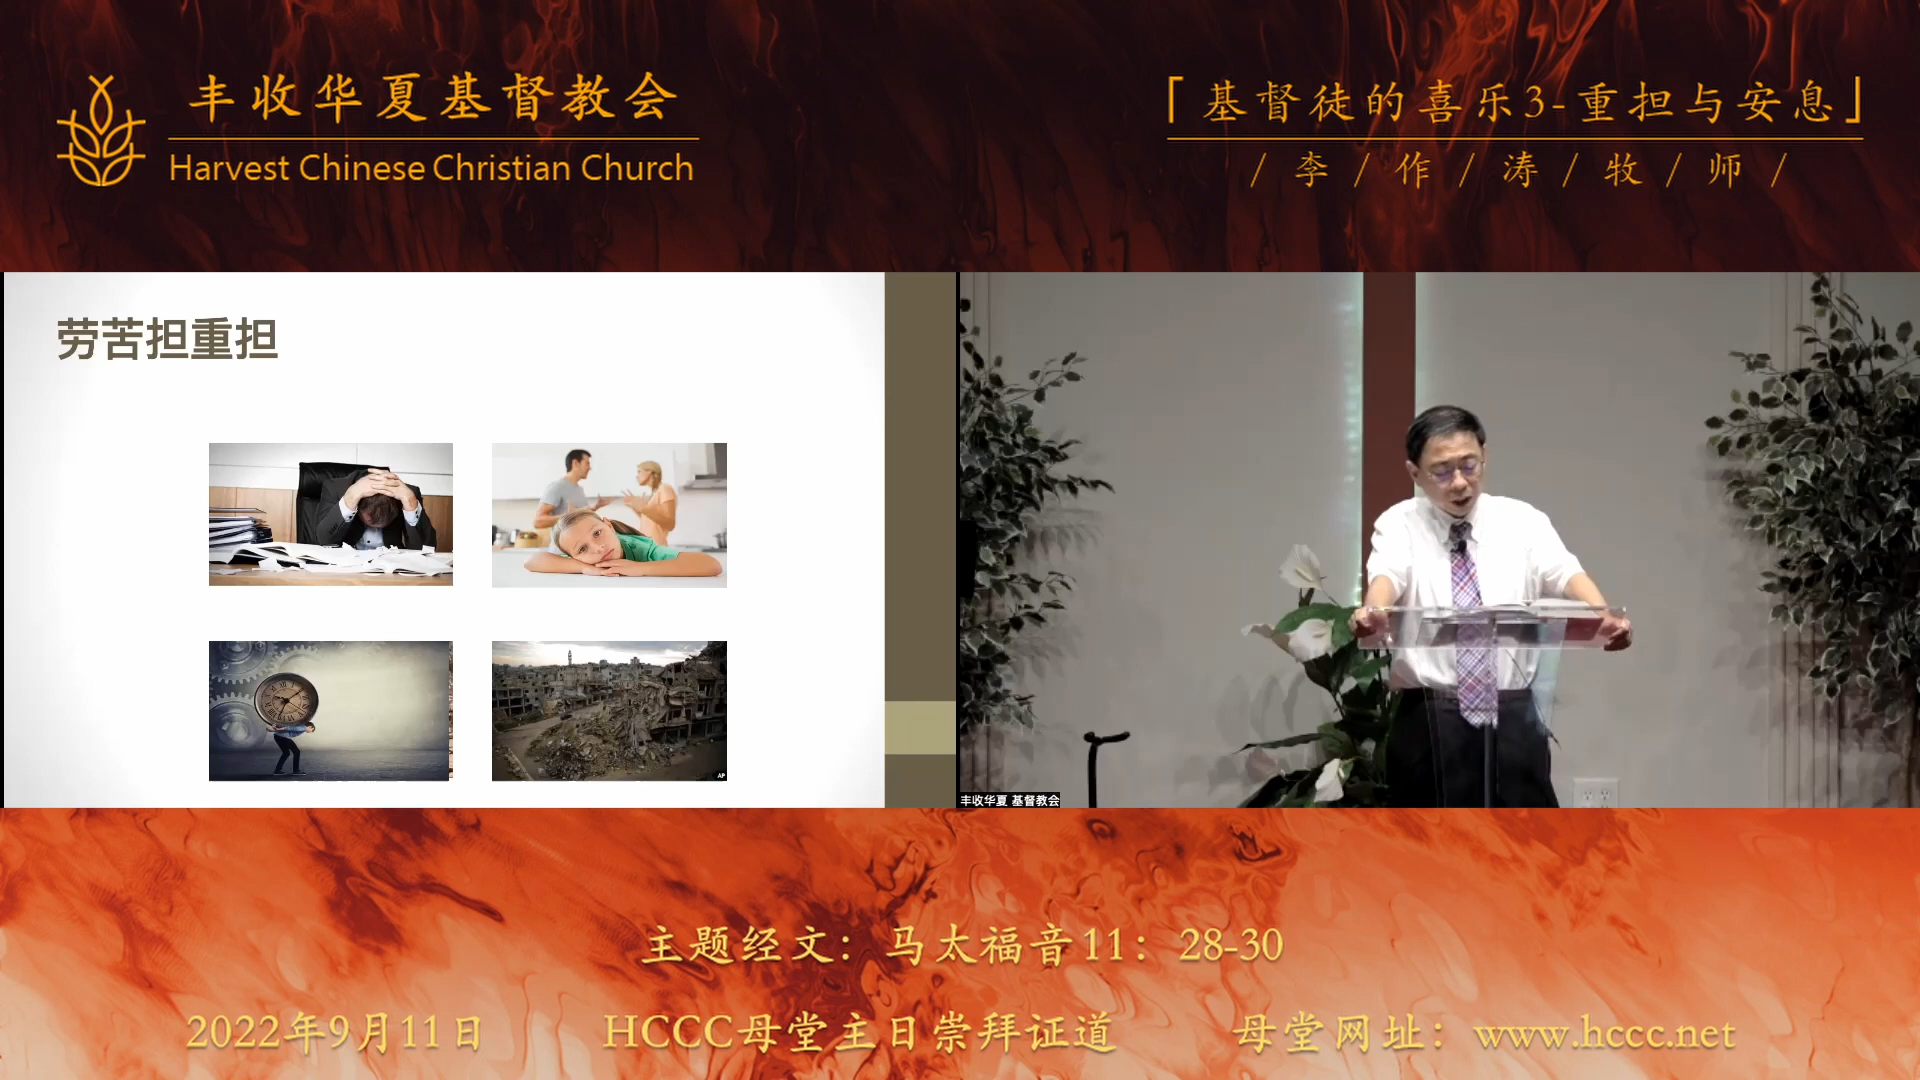 丰收华夏基督教会
Harvest Chinese Christian Church
「基督徒的喜乐3-重担与安息」
/ 李 / 作 / 涛 / 牧 / 师 /
劳苦担重担
AP
丰收华夏 基督教会
主题经文：马太福音11：28-30
2022年9月11日 HCCC母堂主日崇拜证道 母堂网址：www.hccc.net